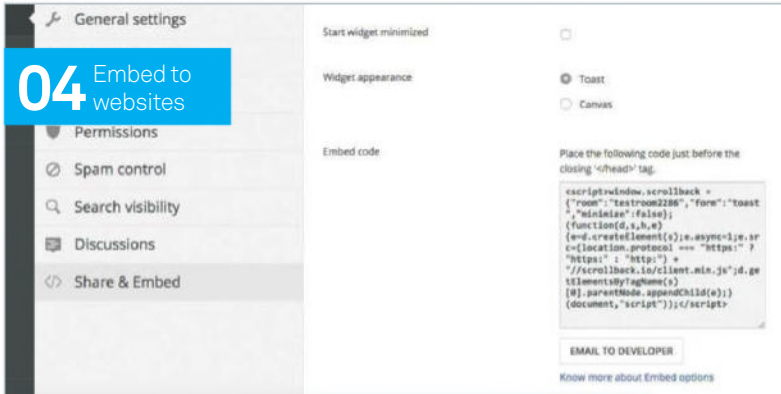 General settings
04 Embed to
websites
Permissions
Spam control
Search visibility
Discussions
</> Share & Embed
Start widget minimized
Widget appearance
Toast
Canvas
Embed code
Place the following code just before the
closing '</head>' tag.
<script>window.scrollback =
{"room":"testroom2286","form":"toast
","minimize":false};
(function(d,s,h,e)
{e=d.createElement(s);e.async=1;e.sr
c=(location.protocol === "https:" ?
"https:" : "http:") +
"//scrollback.io/client.min.js";d.ge
tElementsByTagName(s)
[0].parentNode.appendChild(e);}
(document,"script"));</script>
EMAIL TO DEVELOPER
Know more about Embed options